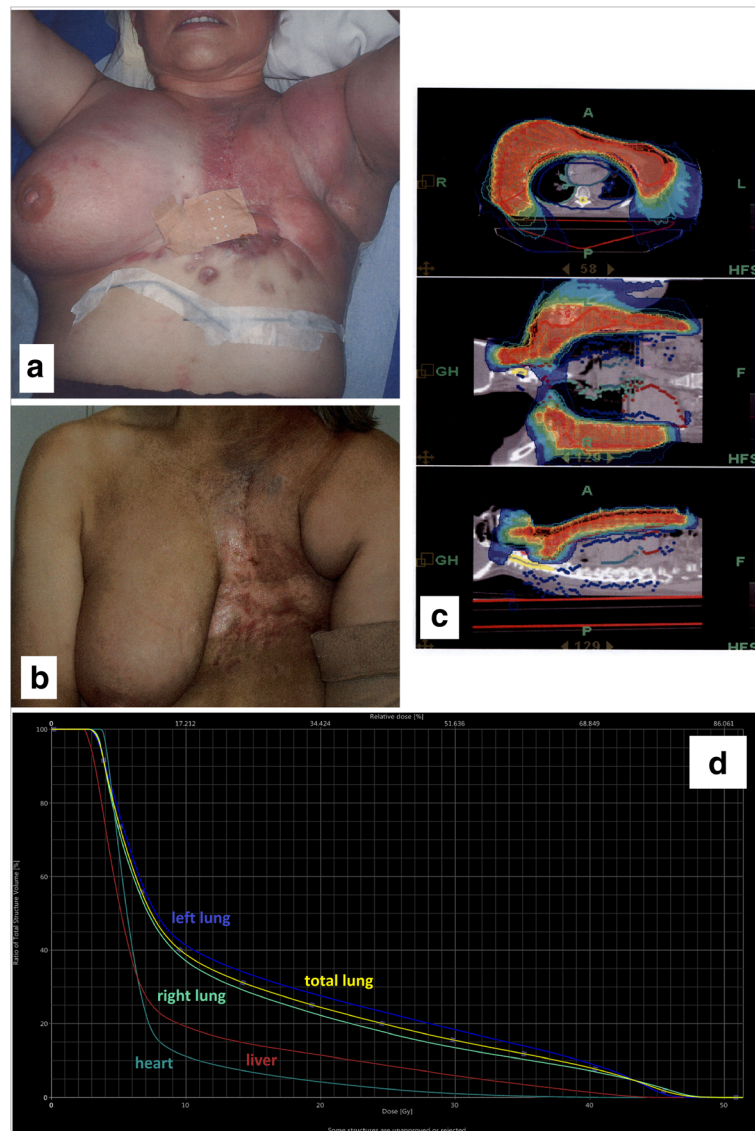 a
b
A
R
L
P
58
HFS
GH
F
R
129
HFS
A
GH
F
P
129
HFS
c
Relative dose [%]
0
17.212
34.424
51.636
68.849
86.061
100
80
60
40
20
0
Ratio of Total Structure Volume [%]
d
left lung
total lung
right lung
liver
heart
0
10
20
30
40
50
Dose [Gy]
Some structures are unapproved or rejected